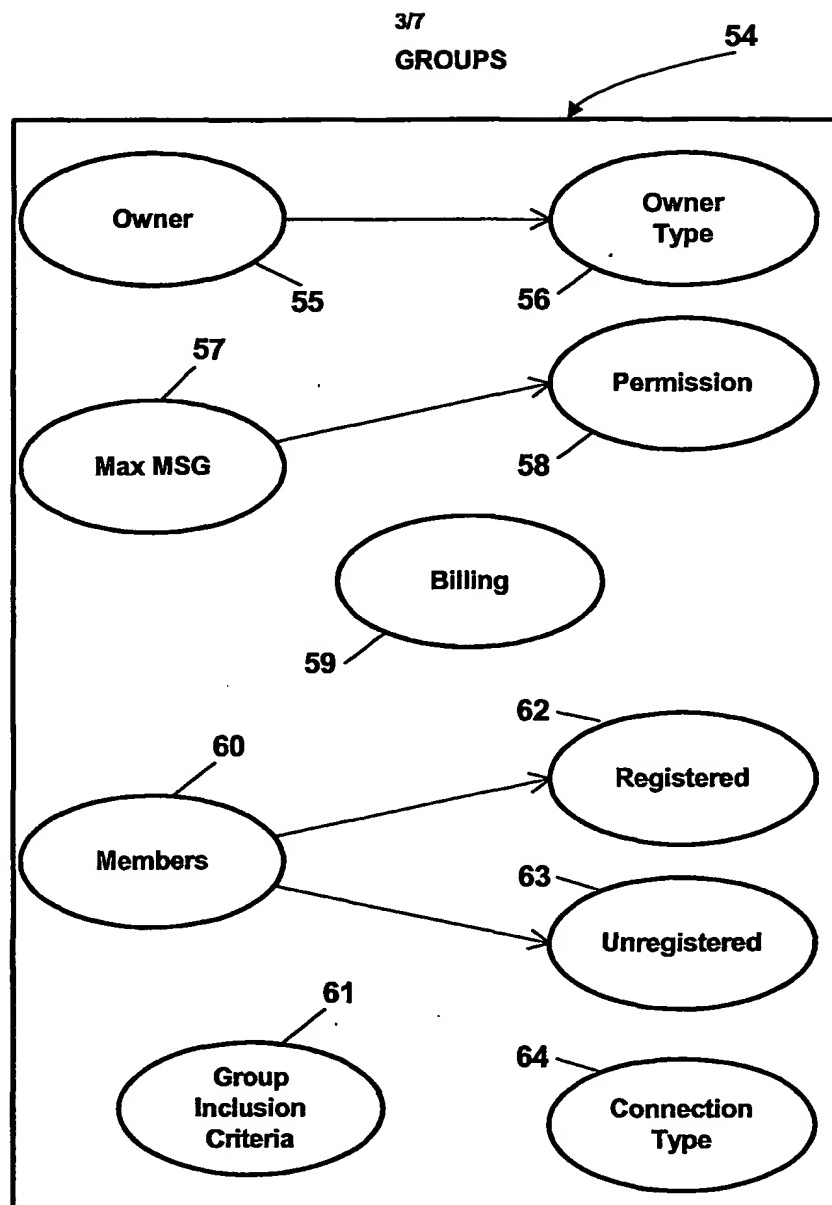 3/7
GROUPS
54
Owner
Owner
Type
55
56
57
Permission
Max MSG
58
Billing
59
62
60
Registered
Members
63
Unregistered
61
64
Group
Inclusion
Criteria
Connection
Type